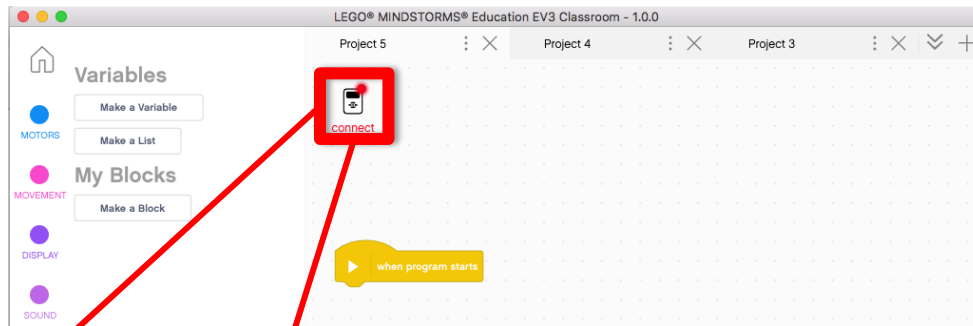 LEGO® MINDSTORMS® Education EV3 Classroom - 1.0.0
Project 5
Project 4
Project 3
connect
Variables
Make a Variable
Make a List
My Blocks
Make a Block
MOTORS
MOVEMENT
DISPLAY
SOUND
when program starts